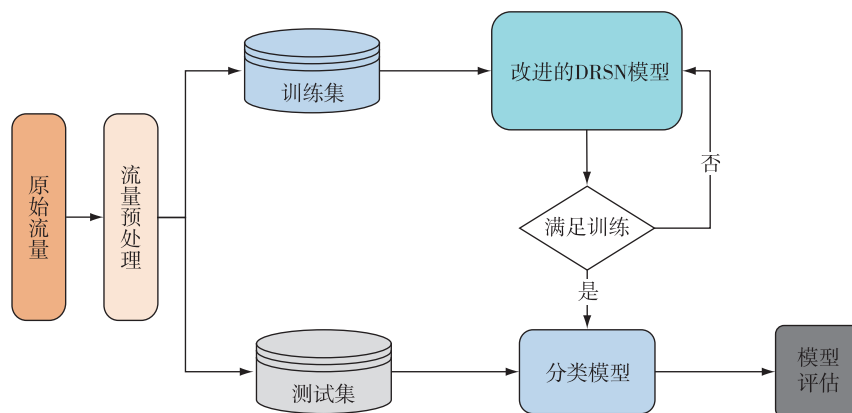 原始流量
流量预处理
训练集
改进的DRSN模型
否
满足训练
是
测试集
分类模型
模型
评估